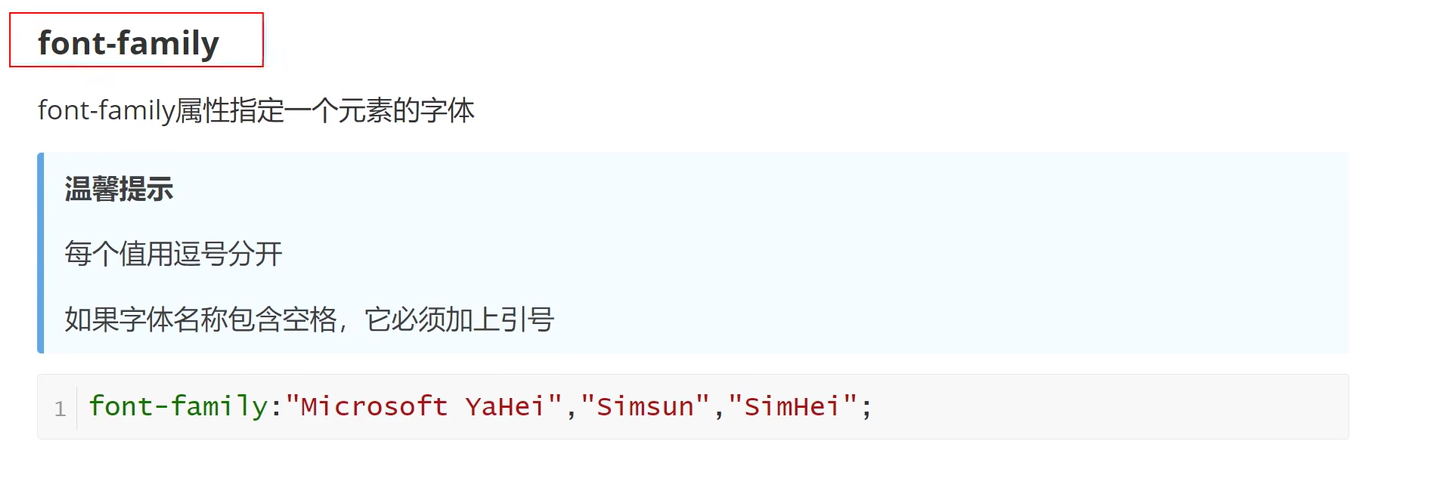 font-family
font-family属性指定一个元素的字体
温馨提示
每个值用逗号分开
如果字体名称包含空格，它必须加上引号
1 font-family:"Microsoft YaHei","Simsun","SimHei";